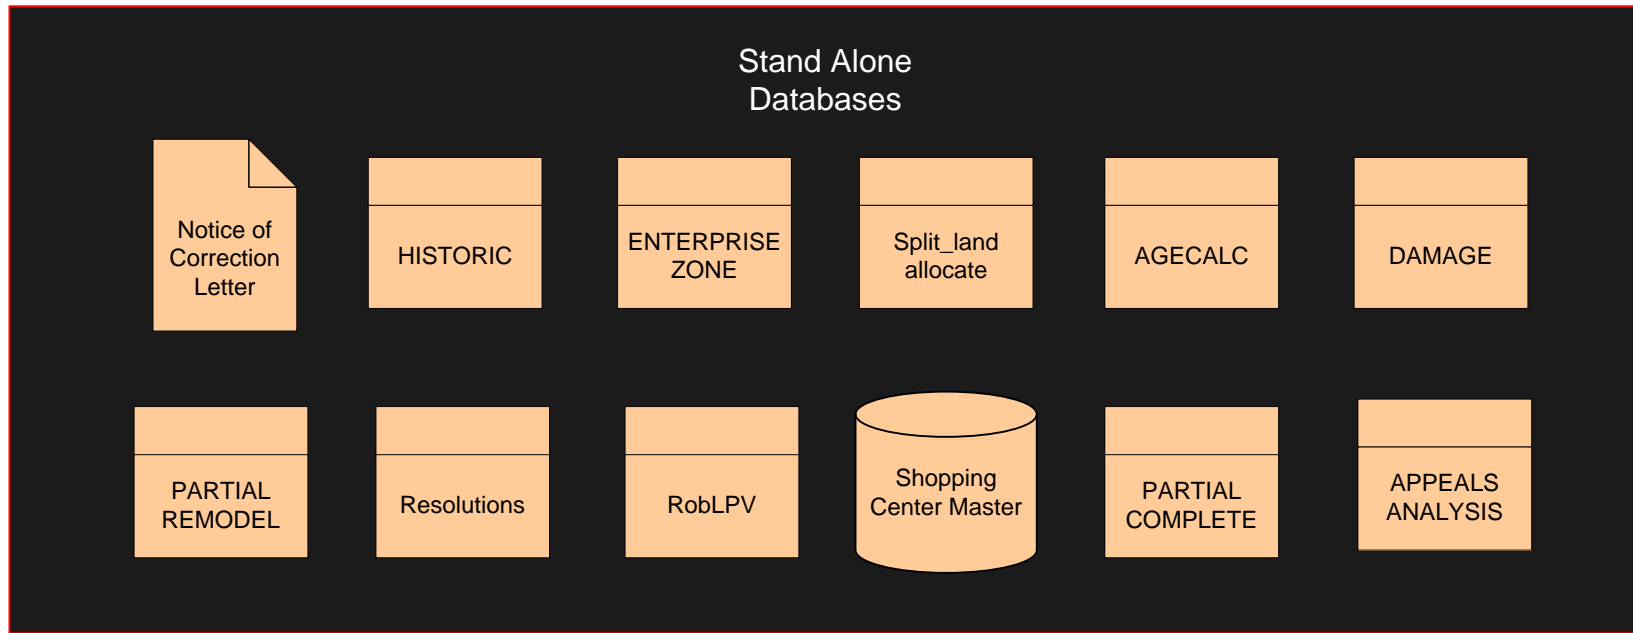 Stand Alone
Databases
Notice of
Correction
Letter
HISTORIC
ENTERPRISE
ZONE
Split_land
allocate
AGECALC
DAMAGE
PARTIAL
REMODEL
Resolutions
RobLPV
Shopping
Center Master
PARTIAL
COMPLETE
APPEALS
ANALYSIS